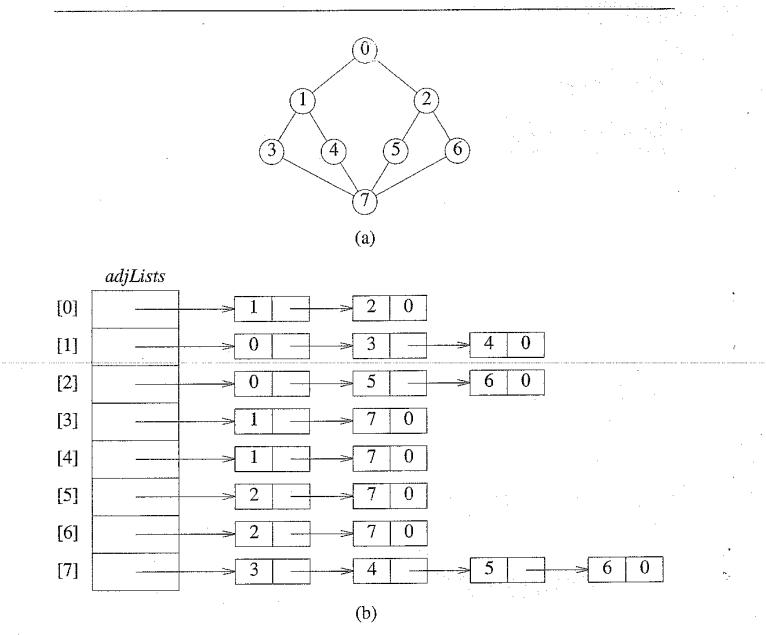 0
1 2
3 4 5 6
7
(a)
adjLists
[0] 1 2 0
[1] 0 3 4 0
[2] 0 5 6 0
[3] 1 7 0
[4] 1 7 0
[5] 2 7 0
[6] 2 7 0
[7] 3 4 5 6 0
(b)